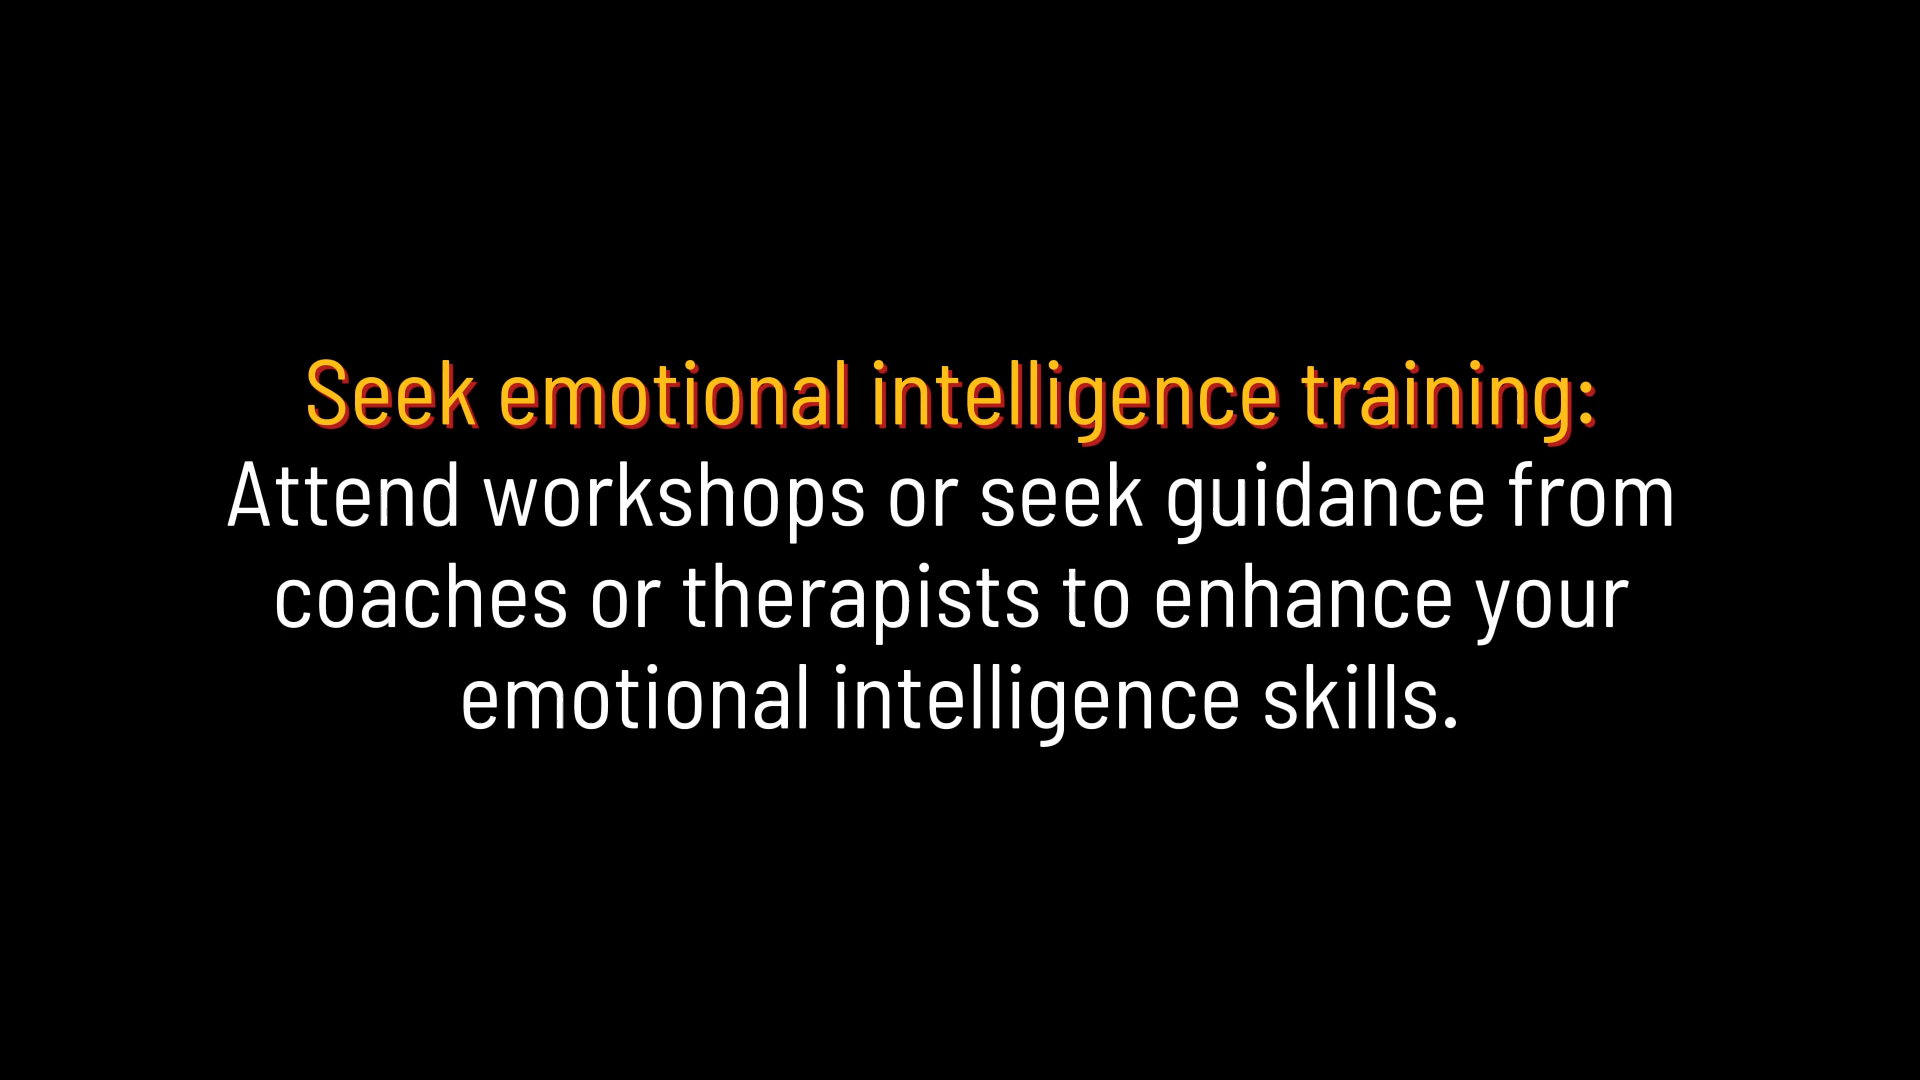 Seek emotional intelligence training:
Attend workshops or seek guidance from
coaches or therapists to enhance your
emotional intelligence skills.